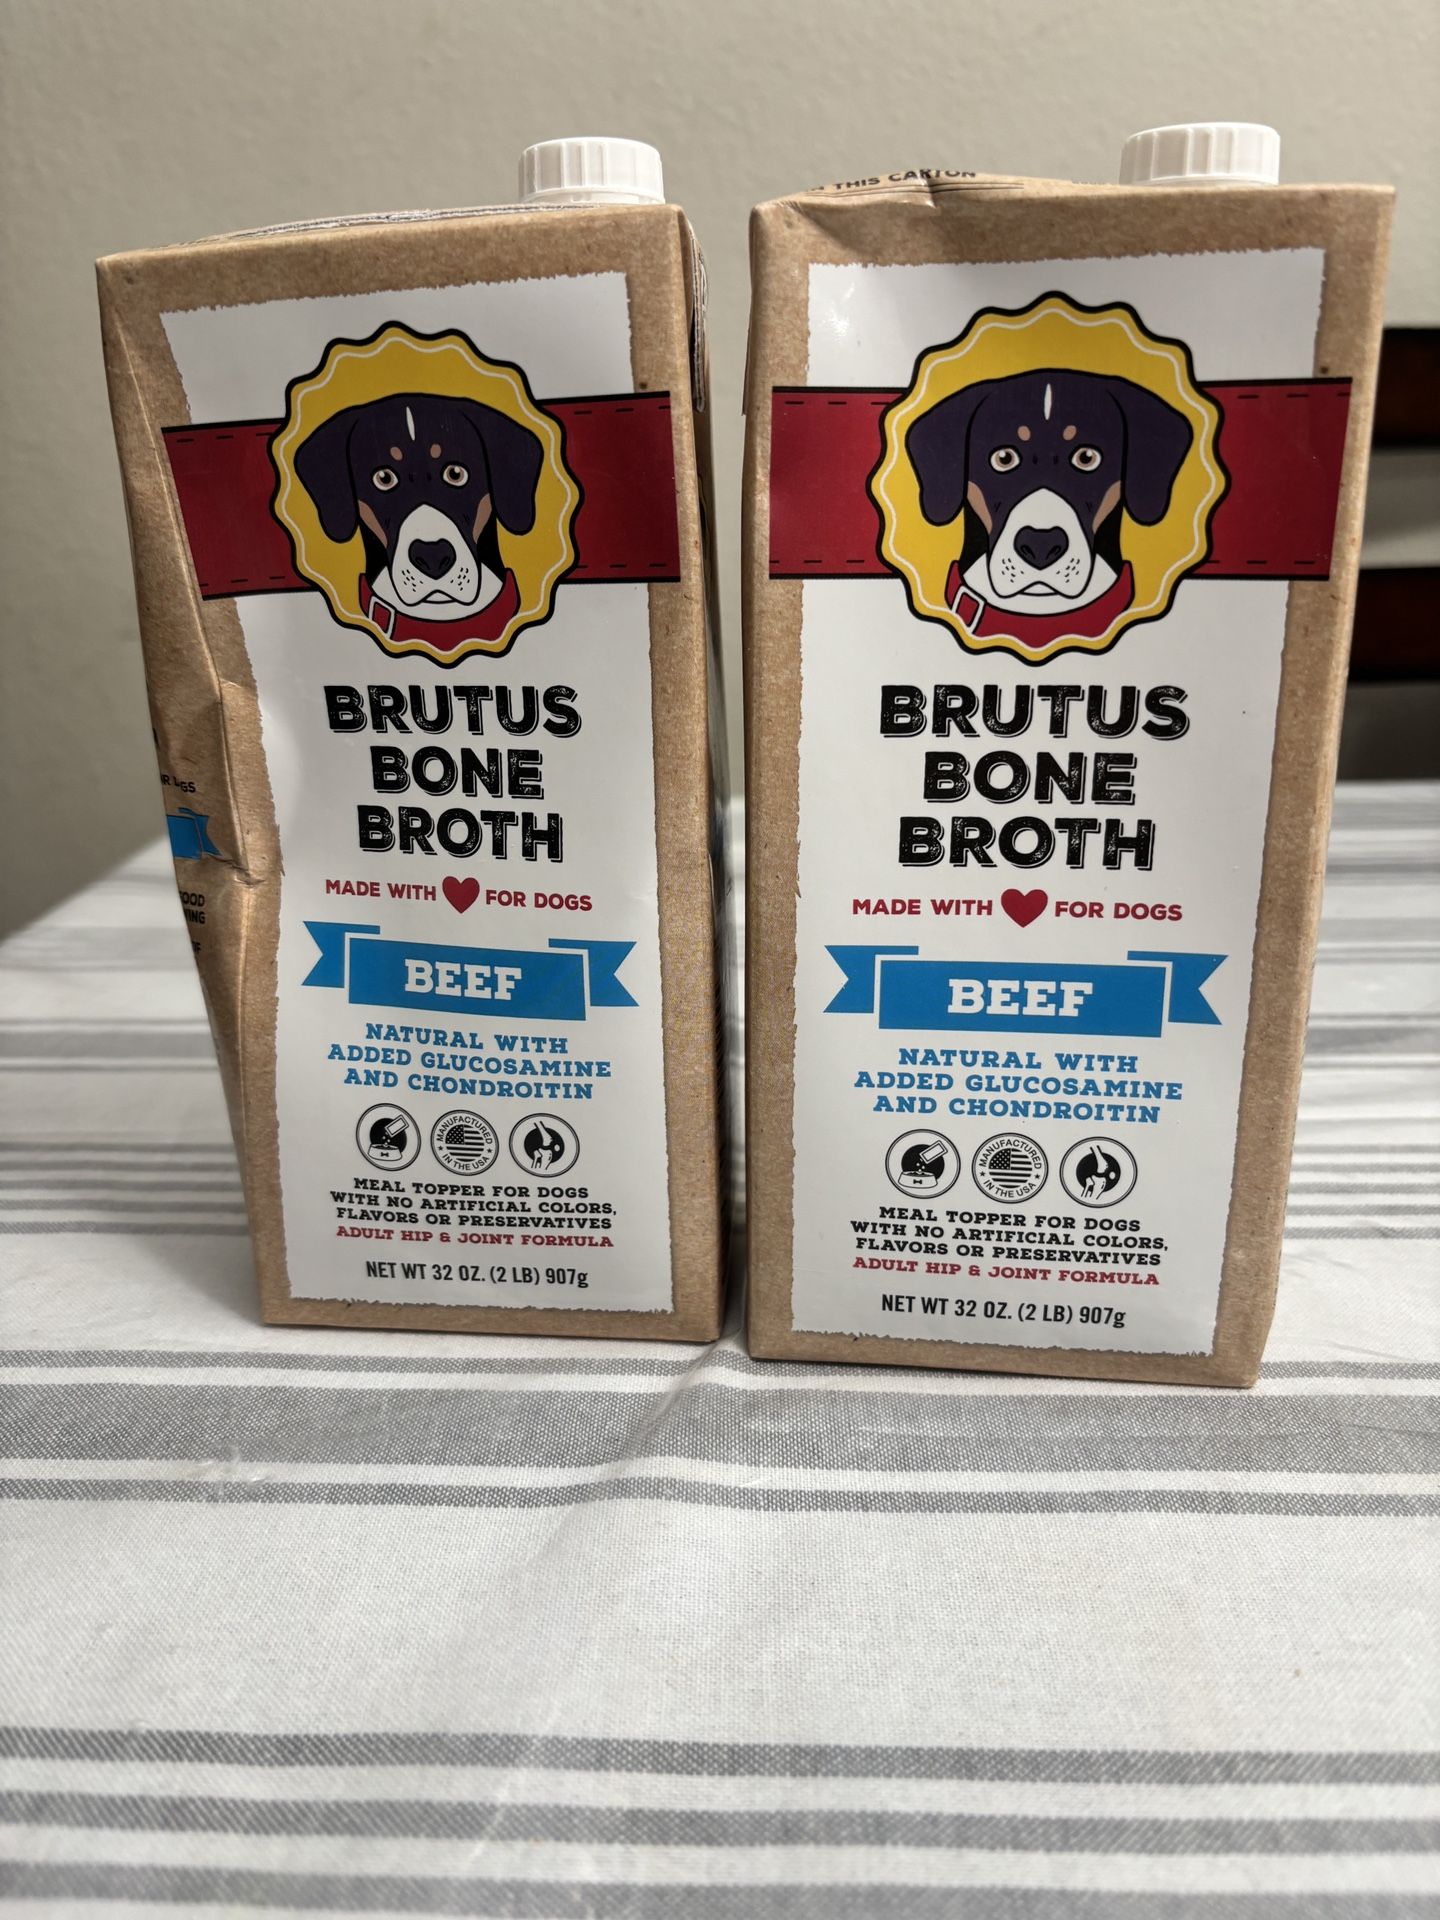 BRUTUS
BONE
BROTH
MADE WITH FOR DOGS
BEEF
NATURAL WITH
ADDED GLUCOSAMINE
AND CHONDROITIN
MANUFACTURED
IN THE USA
MEAL TOPPER FOR DOGS
WITH NO ARTIFICIAL COLORS,
FLAVORS OR PRESERVATIVES
ADULT HIP & JOINT FORMULA
NET WT 32 OZ. (2 LB) 907g
THIS CARTON
BRUTUS
BONE
BROTH
MADE WITH FOR DOGS
BEEF
NATURAL WITH
ADDED GLUCOSAMINE
AND CHONDROITIN
MANUFACTURED
IN THE USA
MEAL TOPPER FOR DOGS
WITH NO ARTIFICIAL COLORS,
FLAVORS OR PRESERVATIVES
ADULT HIP & JOINT FORMULA
NET WT 32 OZ. (2 LB) 907g